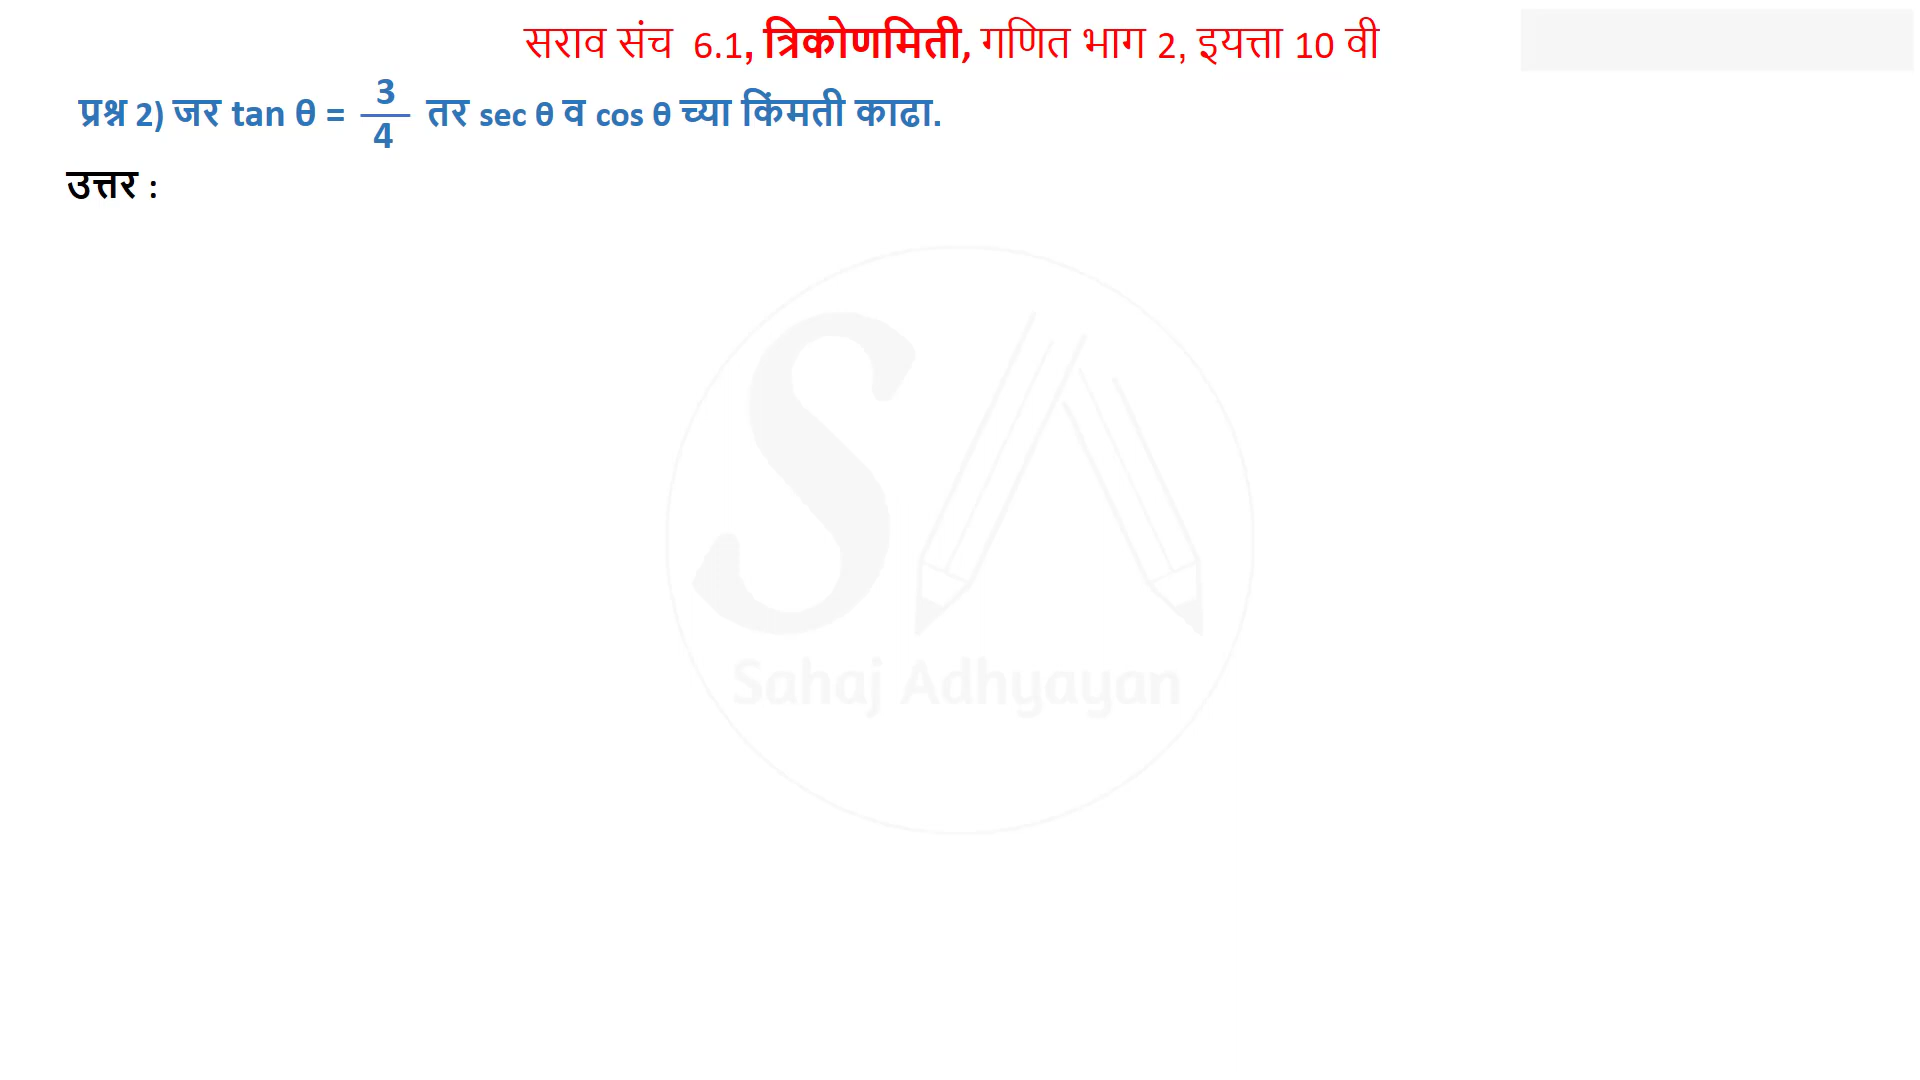 सराव संच 6.1, त्रिकोणमिती, गणित भाग 2, इयत्ता 10 वी
प्रश्न 2) जर tan θ = 3/4 तर sec θ व cos θ च्या किंमती काढा.
उत्तर :
Sahaj Adhyayan